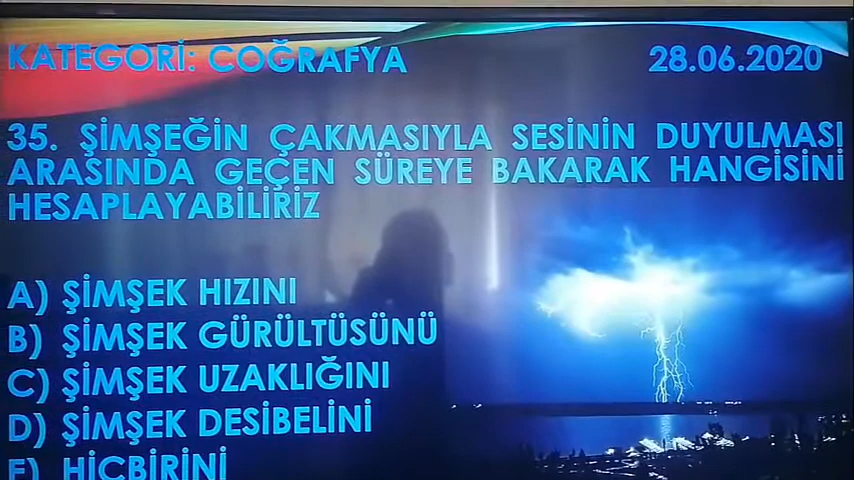 KATEGORİ: COĞRAFYA 28.06.2020
35. ŞİMŞEĞİN ÇAKMASIYLA SESİNİN DUYULMASI
ARASINDA GEÇEN SÜREYE BAKARAK HANGİSİNİ
HESAPLAYABİLİRİZ
A) ŞİMŞEK HIZINI
B) ŞİMŞEK GÜRÜLTÜSÜNÜ
C) ŞİMŞEK UZAKLIĞINI
D) ŞİMŞEK DESİBELİNİ
E) HİÇBİRİNİ